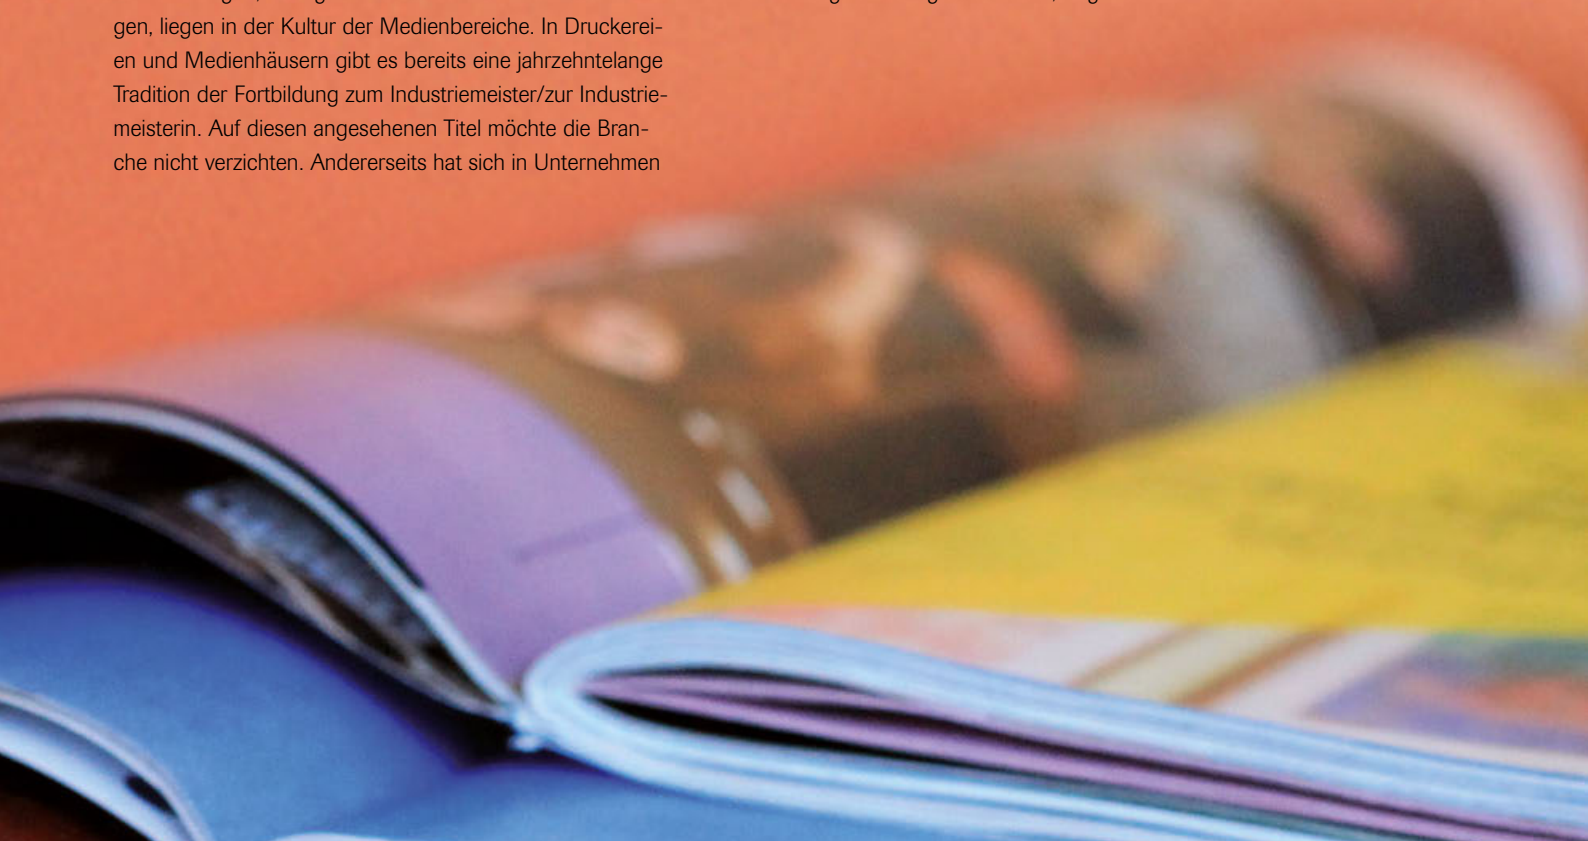 gen, liegen in der Kultur der Medienbereiche. In Druckerei-
en und Medienhäusern gibt es bereits eine jahrzehntelange
Tradition der Fortbildung zum Industriemeister/zur Industrie-
meisterin. Auf diesen angesehenen Titel möchte die Bran-
che nicht verzichten. Andererseits hat sich in Unternehmen